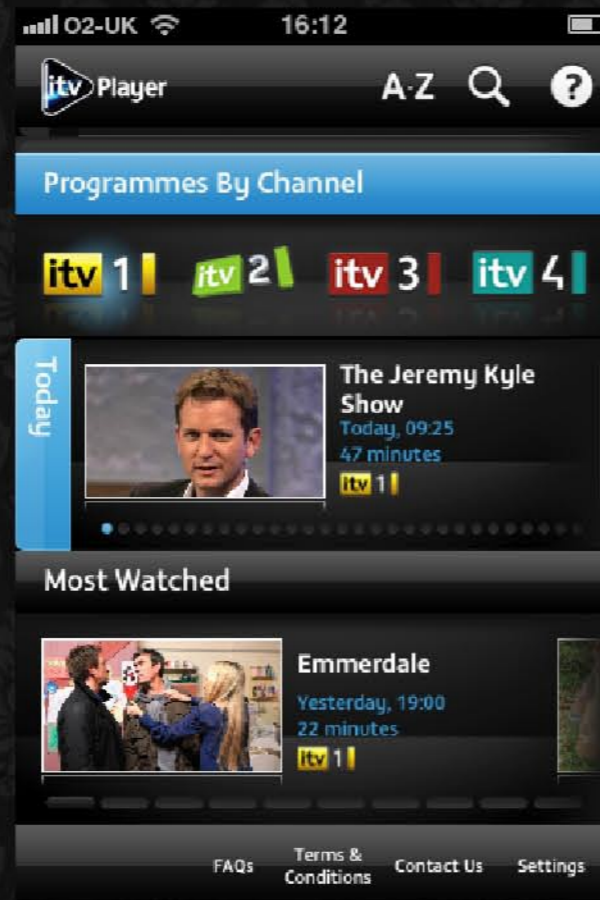 O2-UK 16:12
itv Player A-Z ?
Programmes By Channel
itv 1 itv 2 itv 3 itv 4
Today
The Jeremy Kyle
Show
Today, 09:25
47 minutes
itv 1
Most Watched
Emmerdale
Yesterday, 19:00
22 minutes
itv 1
FAQs Terms &
Conditions Contact Us Settings